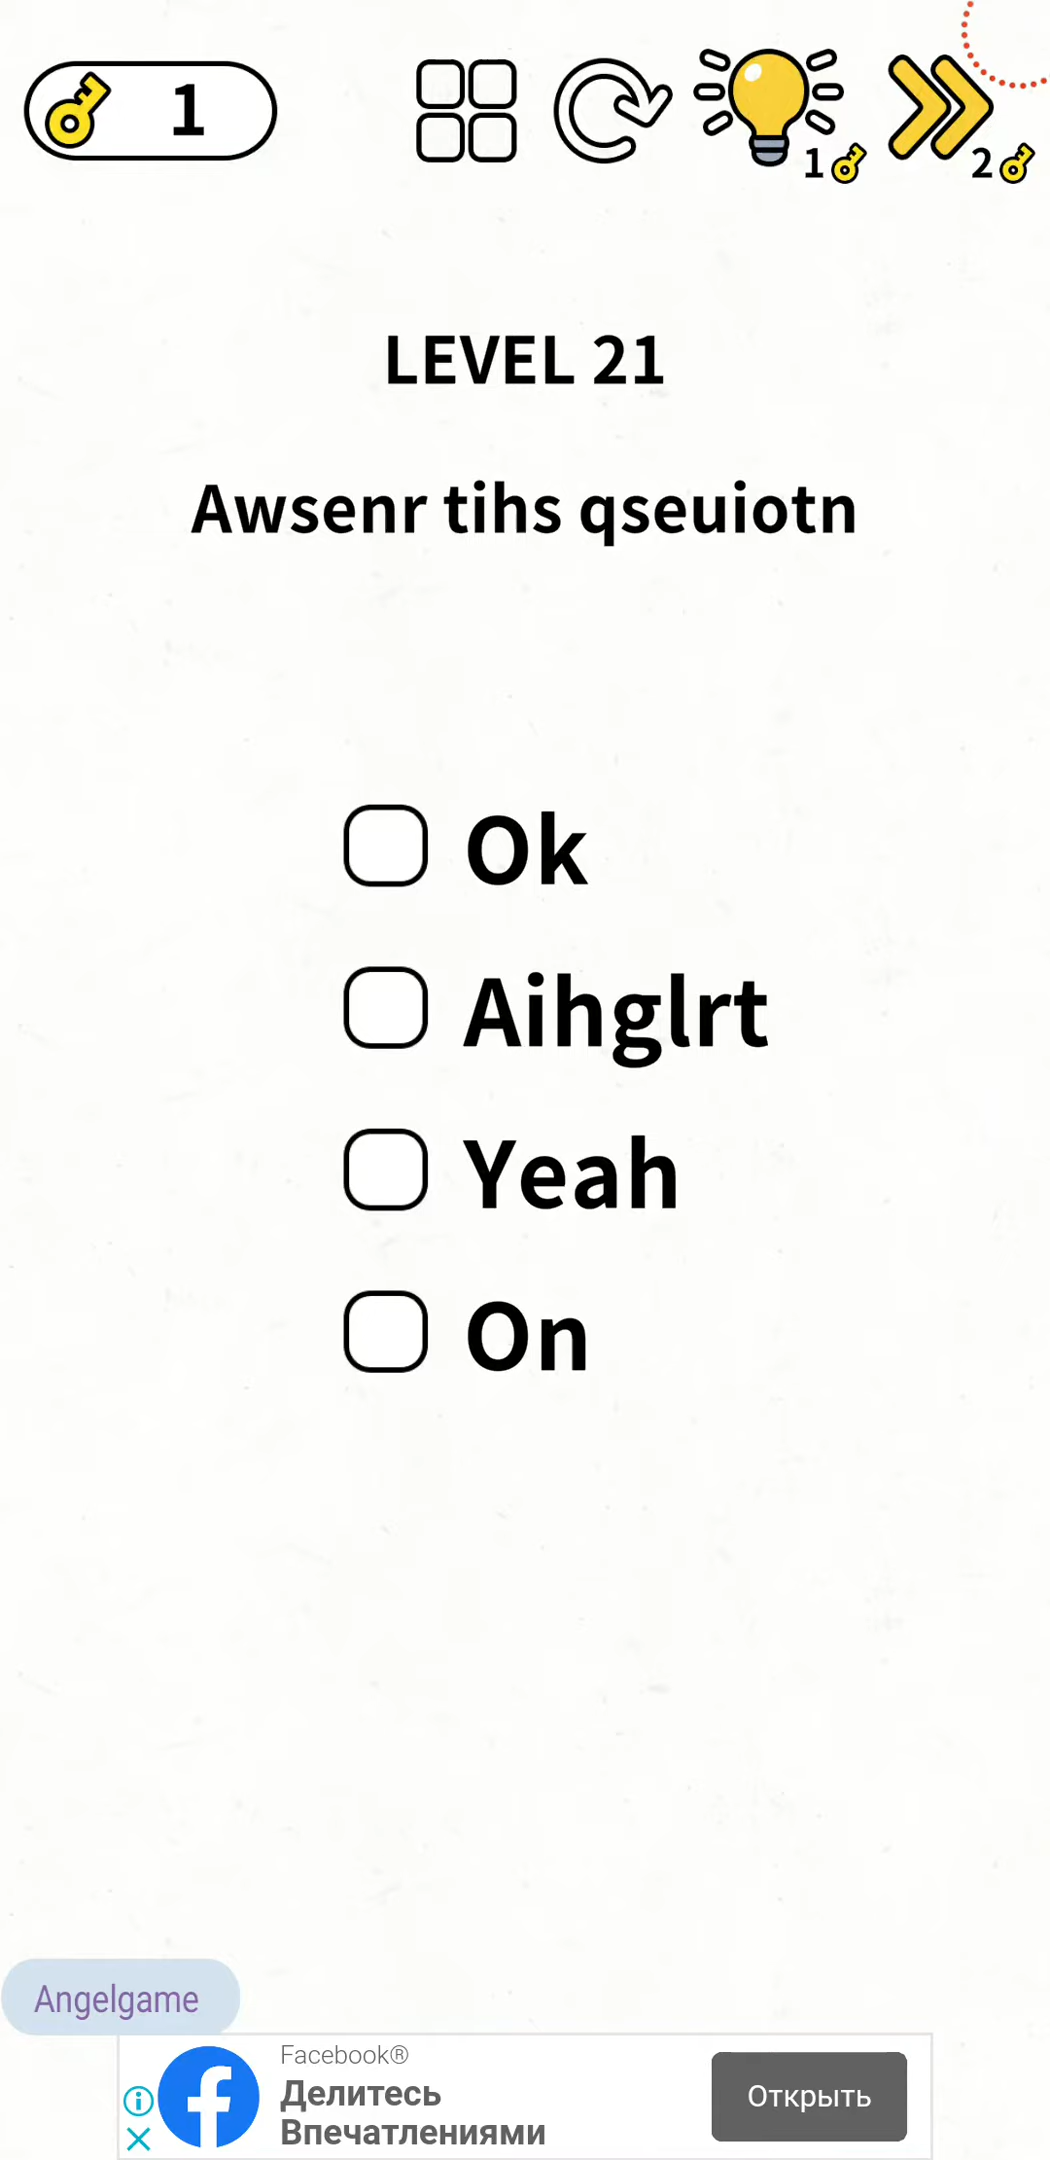 1
1
2
LEVEL 21
Awsenr tihs qseuiotn
Ok
Aihglrt
Yeah
On
Angelgame
Facebook®
Делитесь
Впечатлениями
Открыть